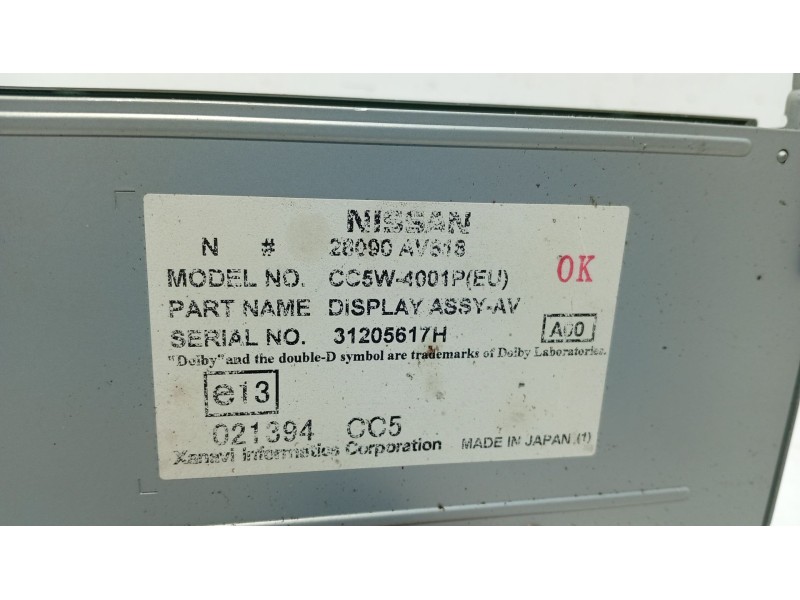 NISSAN
N # 28090 AV618
MODEL NO. CC5W-4001P(EU) OK
PART NAME DISPLAY ASSY-AV
SERIAL NO. 31205617H A00
"Dolby" and the double-D symbol are trademarks of Dolby Laboratories.
e13
021394 CC5
Xanavi Informatics Corporation MADE IN JAPAN (1)